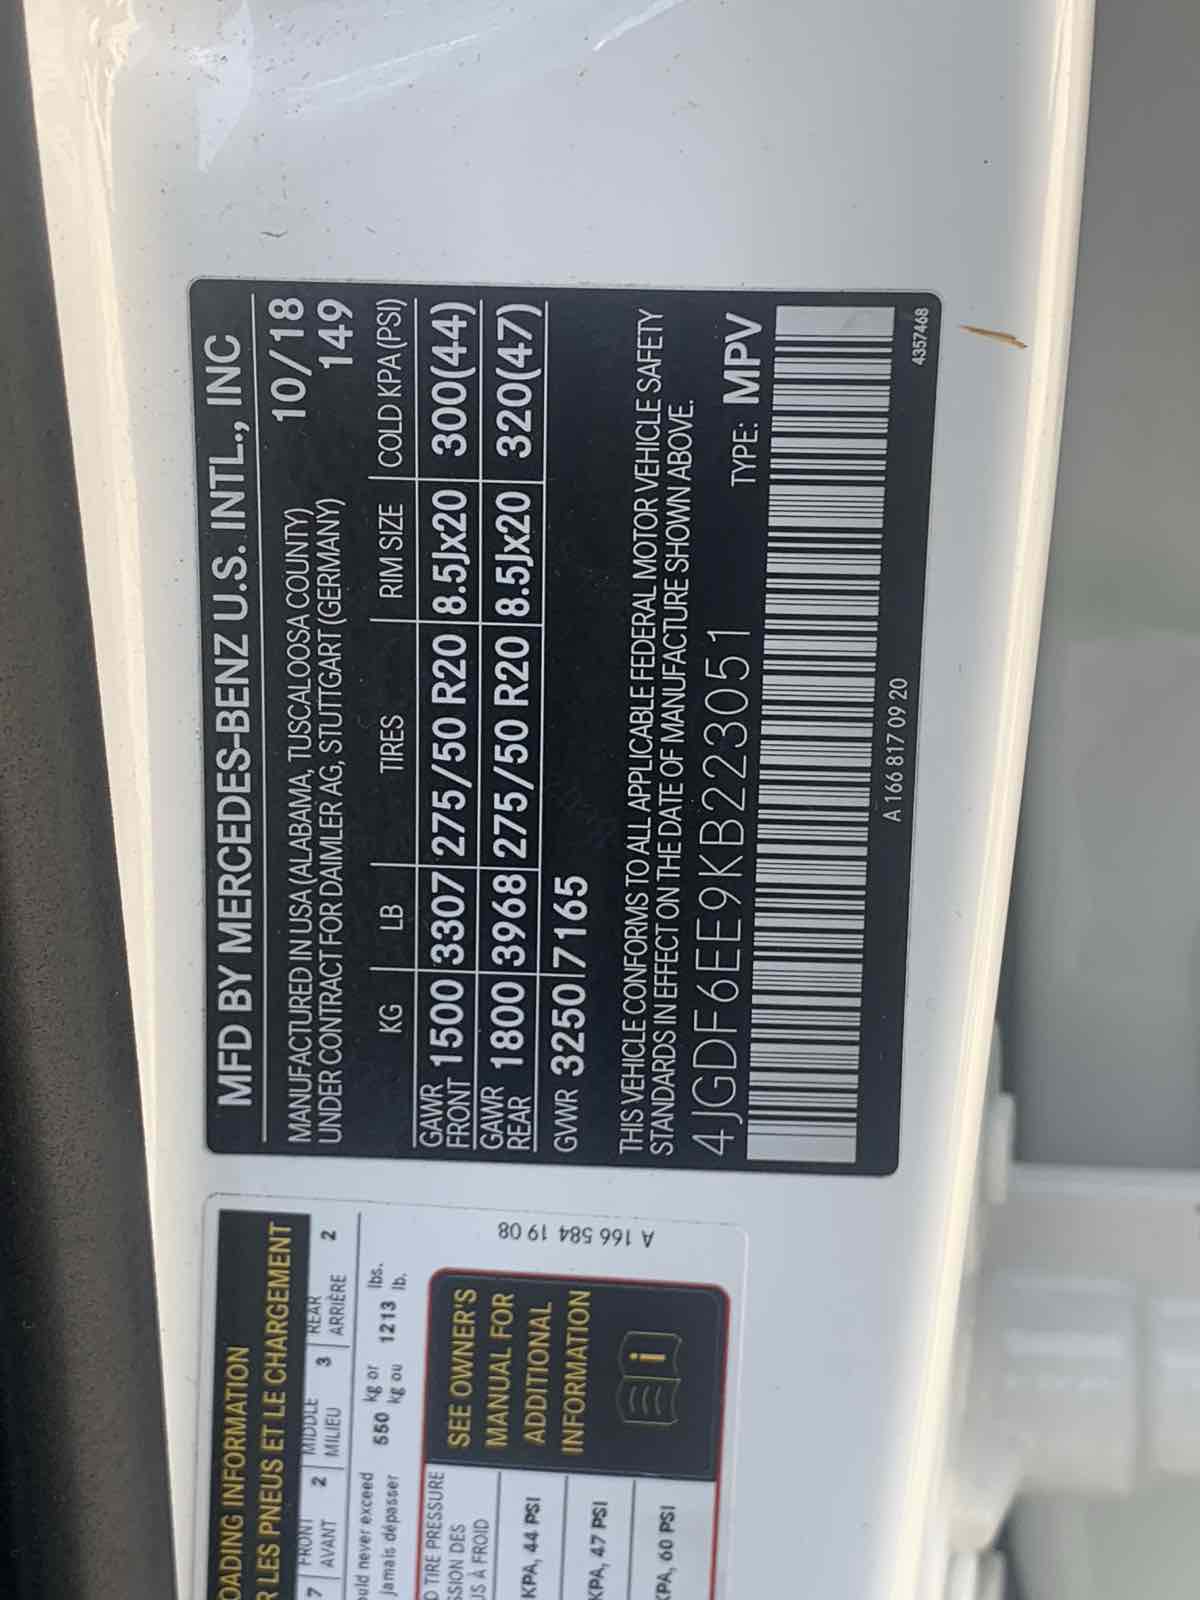 MFD BY MERCEDES-BENZ U.S. INTL., INC
MANUFACTURED IN USA (ALABAMA, TUSCALOOSA COUNTY) 10/18
UNDER CONTRACT FOR DAIMLER AG, STUTTGART (GERMANY) 149
KG LB TIRES RIM SIZE COLD KPA (PSI)
GAWR
FRONT 1500 3307 275/50 R20 8.5Jx20 300(44)
GAWR
REAR 1800 3968 275/50 R20 8.5Jx20 320(47)
GWR 3250 7165
THIS VEHICLE CONFORMS TO ALL APPLICABLE FEDERAL MOTOR VEHICLE SAFETY
STANDARDS IN EFFECT ON THE DATE OF MANUFACTURE SHOWN ABOVE.
4JGDF6EE9KB223051 TYPE: MPV
A 166 817 09 20 4357468
OADING INFORMATION
R LES PNEUS ET LE CHARGEMENT
7 FRONT 2 MIDDLE 3 REAR 2
AVANT MILIEU ARRIÈRE
ould never exceed 550 kg or 1213 lbs.
jamais dépasser kg ou lb.
D TIRE PRESSURE
SSION DES
US À FROID
KPA, 44 PSI
KPA, 47 PSI
KPA, 60 PSI
SEE OWNER'S
MANUAL FOR
ADDITIONAL
INFORMATION
i
A 166 584 19 08